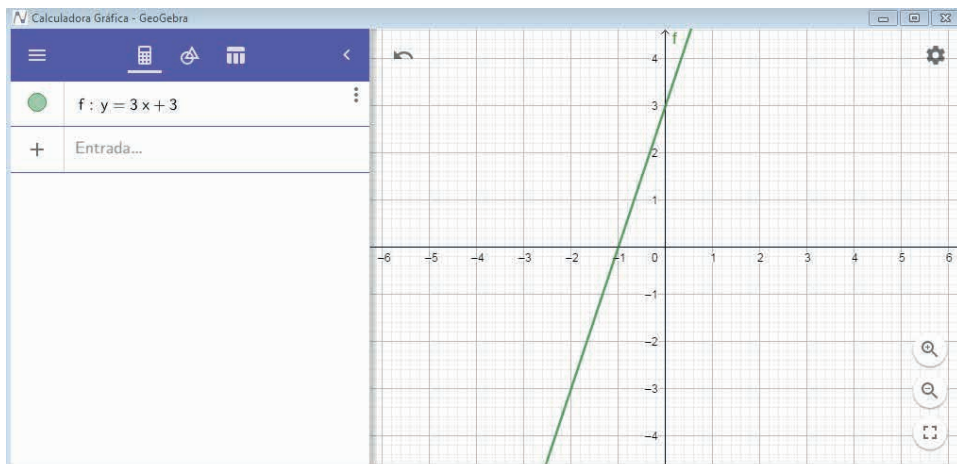 Calculadora Gráfica - GeoGebra
f : y = 3 x + 3
Entrada...
f
4
3
2
1
–6 –5 –4 –3 –2 –1 0 1 2 3 4 5 6
–1
–2
–3
–4